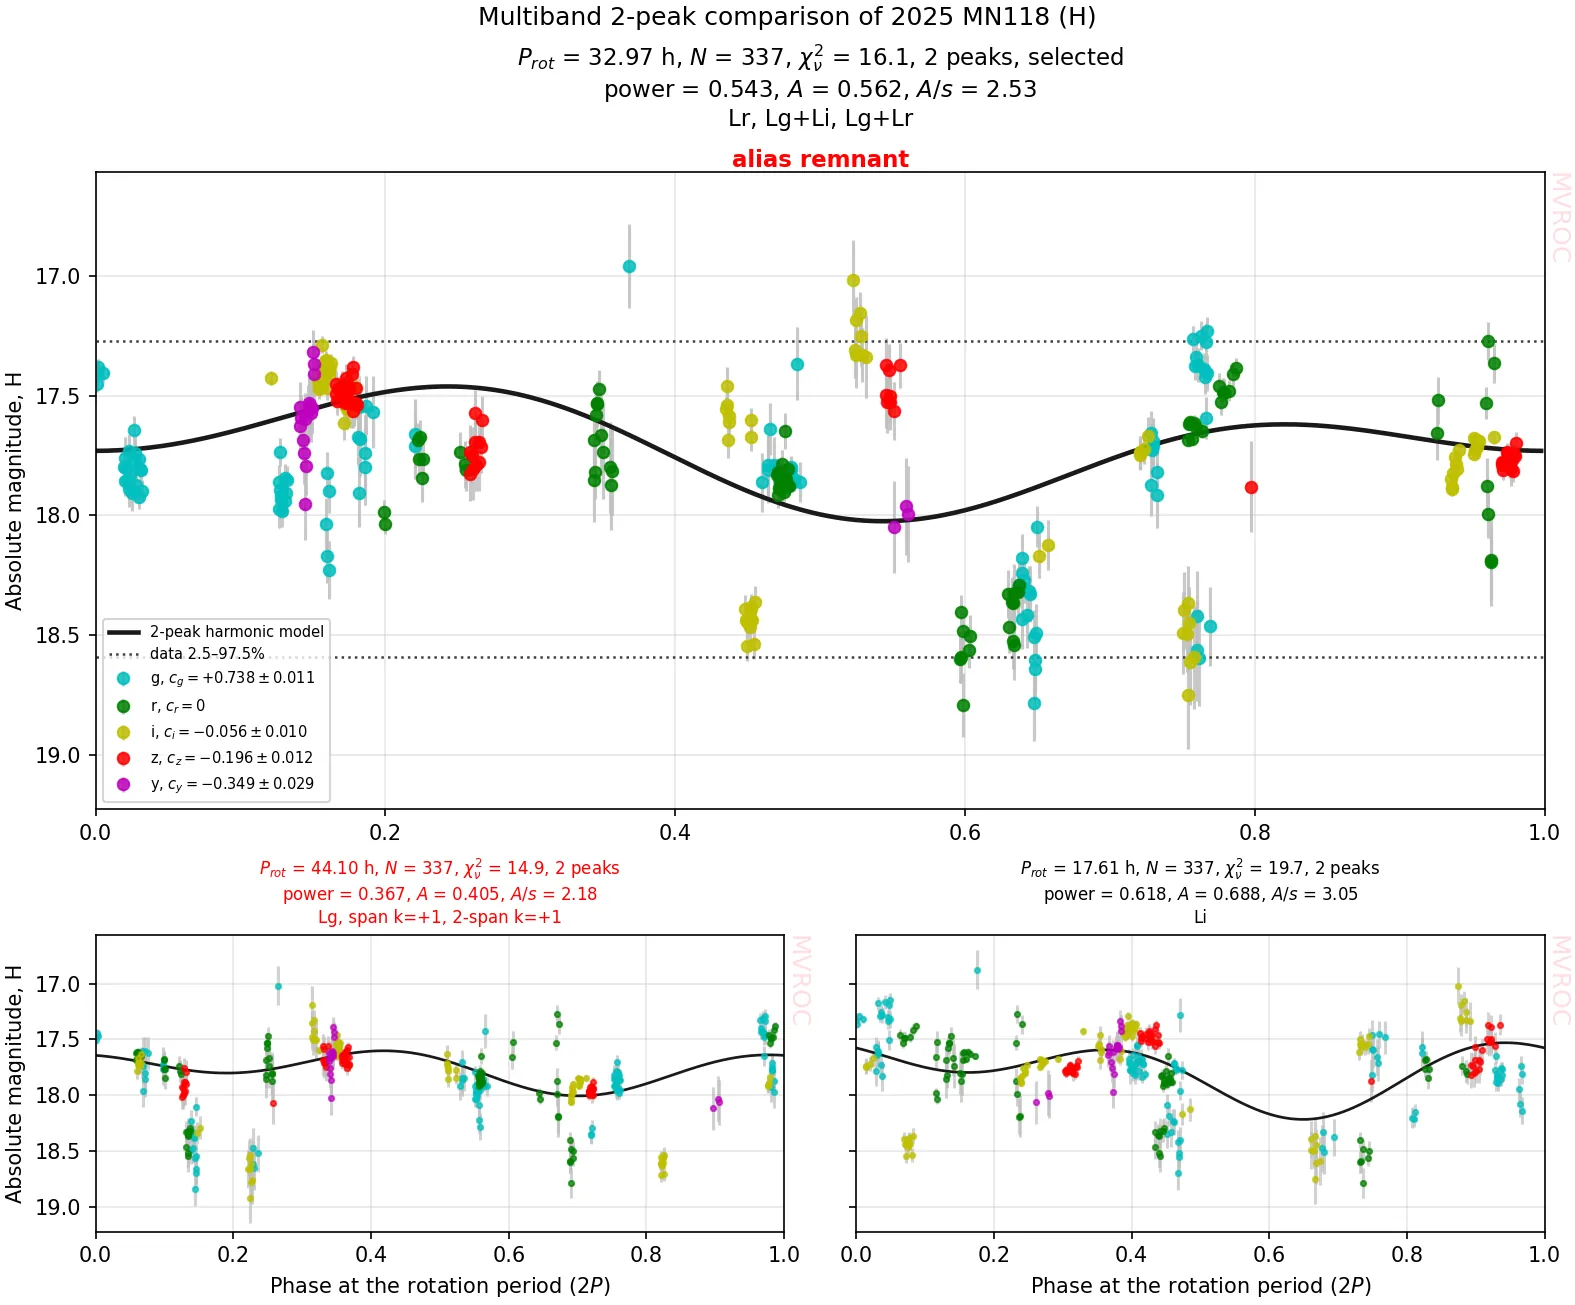 Multiband 2-peak comparison of 2025 MN118 (H)
P_rot = 32.97 h, N = 337, χ²_ν = 16.1, 2 peaks, selected
power = 0.543, A = 0.562, A/s = 2.53
Lr, Lg+Li, Lg+Lr
alias remnant
MVROC
Absolute magnitude, H
17.0
17.5
18.0
18.5
19.0
2-peak harmonic model
data 2.5–97.5%
g, c_g = +0.738 ± 0.011
r, c_r = 0
i, c_i = −0.056 ± 0.010
z, c_z = −0.196 ± 0.012
y, c_y = −0.349 ± 0.029
0.0 0.2 0.4 0.6 0.8 1.0
P_rot = 44.10 h, N = 337, χ²_ν = 14.9, 2 peaks
power = 0.367, A = 0.405, A/s = 2.18
Lg, span k=+1, 2-span k=+1
MVROC
Absolute magnitude, H
17.0
17.5
18.0
18.5
19.0
0.0 0.2 0.4 0.6 0.8 1.0
Phase at the rotation period (2P)
P_rot = 17.61 h, N = 337, χ²_ν = 19.7, 2 peaks
power = 0.618, A = 0.688, A/s = 3.05
Li
MVROC
0.0 0.2 0.4 0.6 0.8 1.0
Phase at the rotation period (2P)